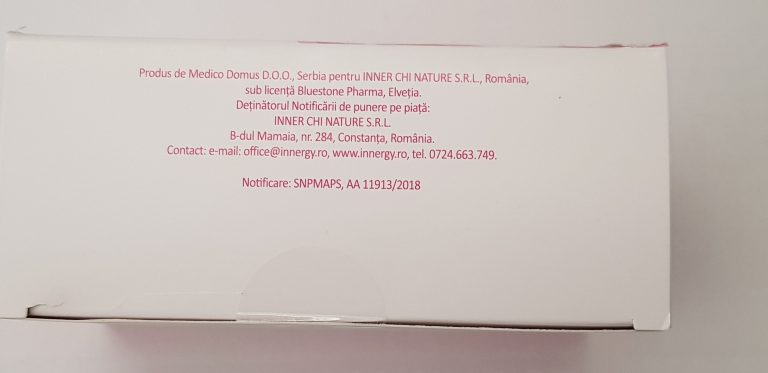 Produs de Medico Domus D.O.O., Serbia pentru INNER CHI NATURE S.R.L., România,
sub licență Bluestone Pharma, Elveția.
Deținătorul Notificării de punere pe piață:
INNER CHI NATURE S.R.L.
B-dul Mamaia, nr. 284, Constanța, România.
Contact: e-mail: office@innergy.ro, www.innergy.ro, tel. 0724.663.749.
Notificare: SNPMAPS, AA 11913/2018